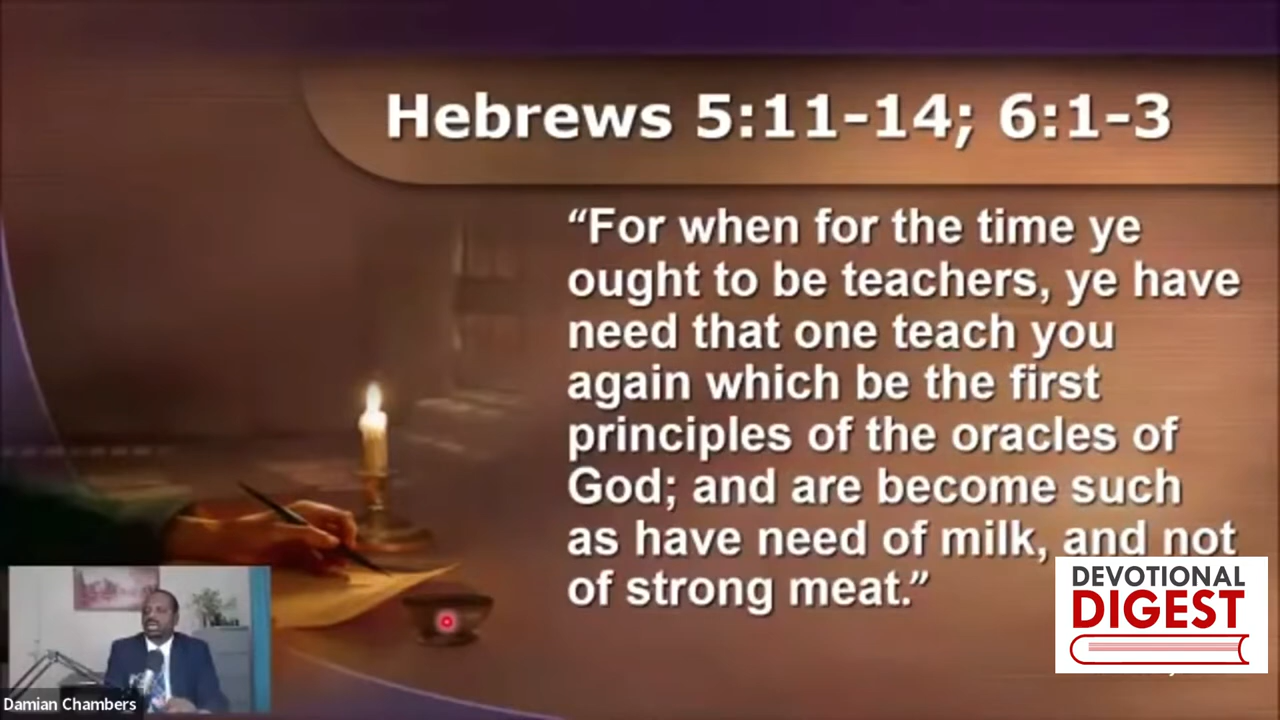 Hebrews 5:11-14; 6:1-3
“For when for the time ye
ought to be teachers, ye have
need that one teach you
again which be the first
principles of the oracles of
God; and are become such
as have need of milk, and not
of strong meat.”
DEVOTIONAL
DIGEST
Damian Chambers